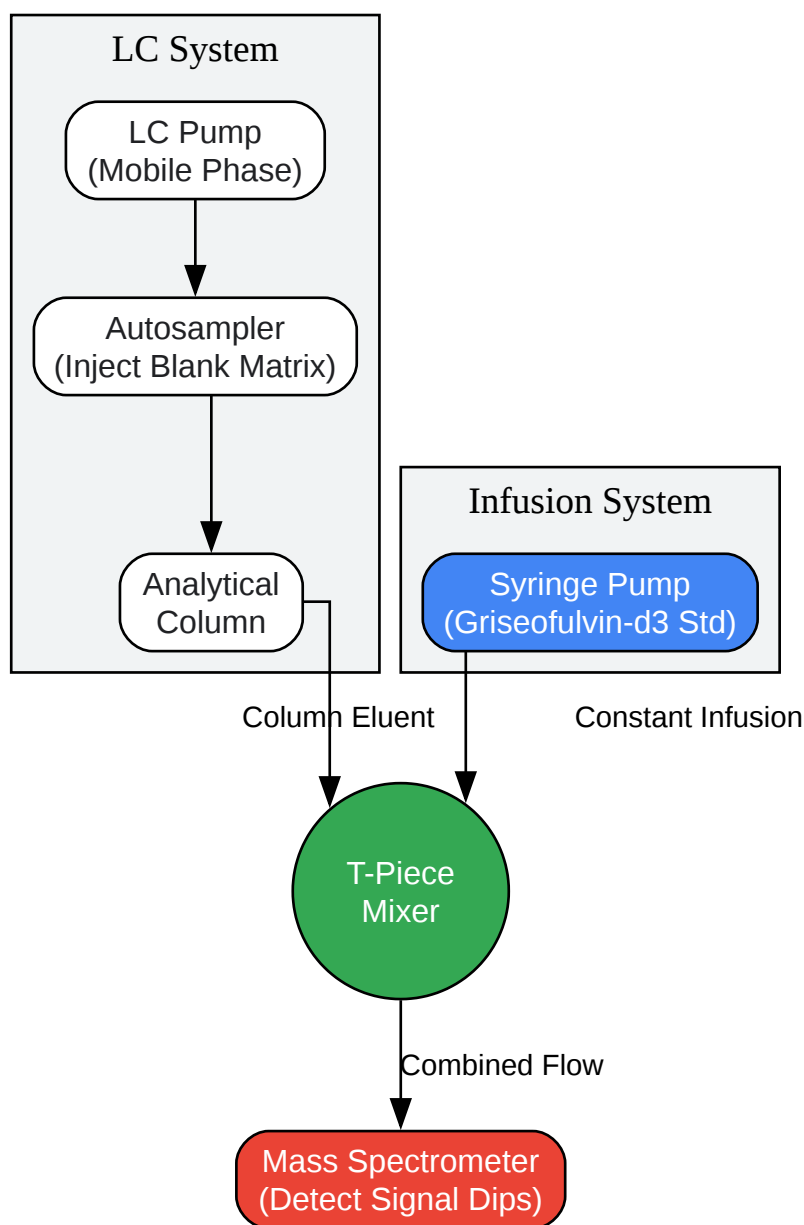 LC System
LC Pump
(Mobile Phase)
Autosampler
(Inject Blank Matrix)
Analytical
Column
Infusion System
Syringe Pump
(Griseofulvin-d3 Std)
Column Eluent
Constant Infusion
T-Piece
Mixer
Combined Flow
Mass Spectrometer
(Detect Signal Dips)